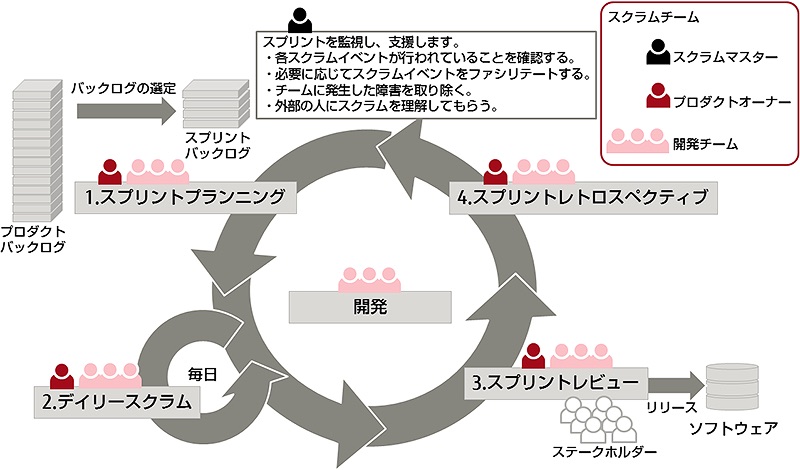 スプリントを監視し、支援します。
・各スクラムイベントが行われていることを確認する。
・必要に応じてスクラムイベントをファシリテートする。
・チームに発生した障害を取り除く。
・外部の人にスクラムを理解してもらう。
スクラムチーム
スクラムマスター
プロダクトオーナー
開発チーム
バックログの選定
スプリント
バックログ
プロダクト
バックログ
1.スプリントプランニング
4.スプリントレトロスペクティブ
開発
毎日
2.デイリースクラム
3.スプリントレビュー
リリース
ソフトウェア
ステークホルダー